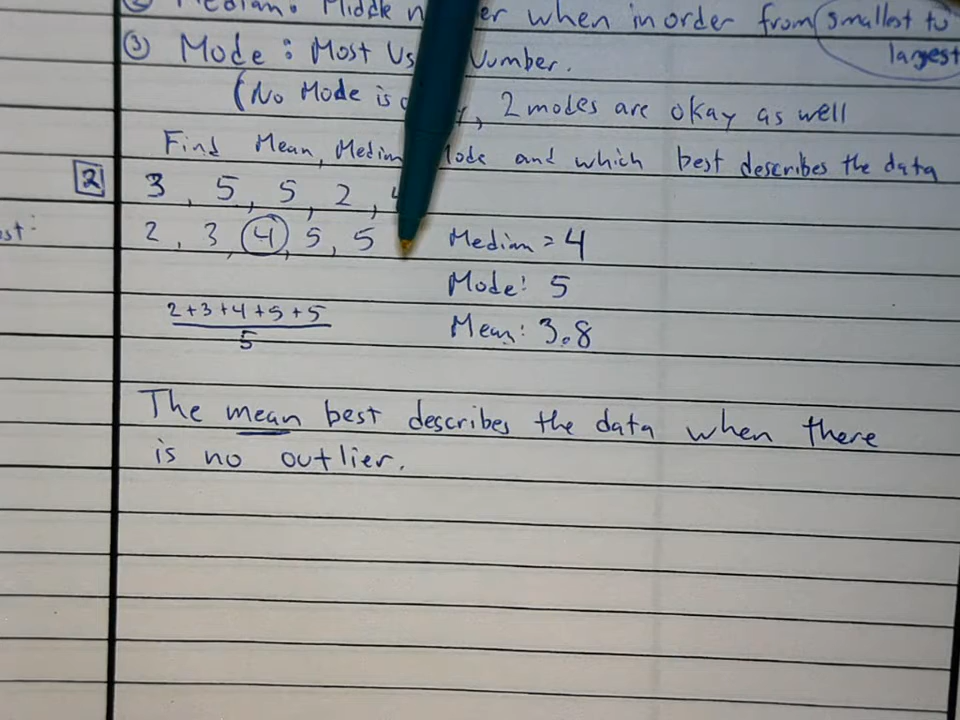 Median: Middle when in order from smallest to
largest
③ Mode: Most Number.
(No Mode is 2 modes are okay as well
Find Mean, Median and which best describes the data
2 3, 5, 5, 2,
2, 3, 4, 5, 5 Median = 4
Mode: 5
2+3+4+5+5
5
Mean: 3.8
The mean best describes the data when there
is no outlier.